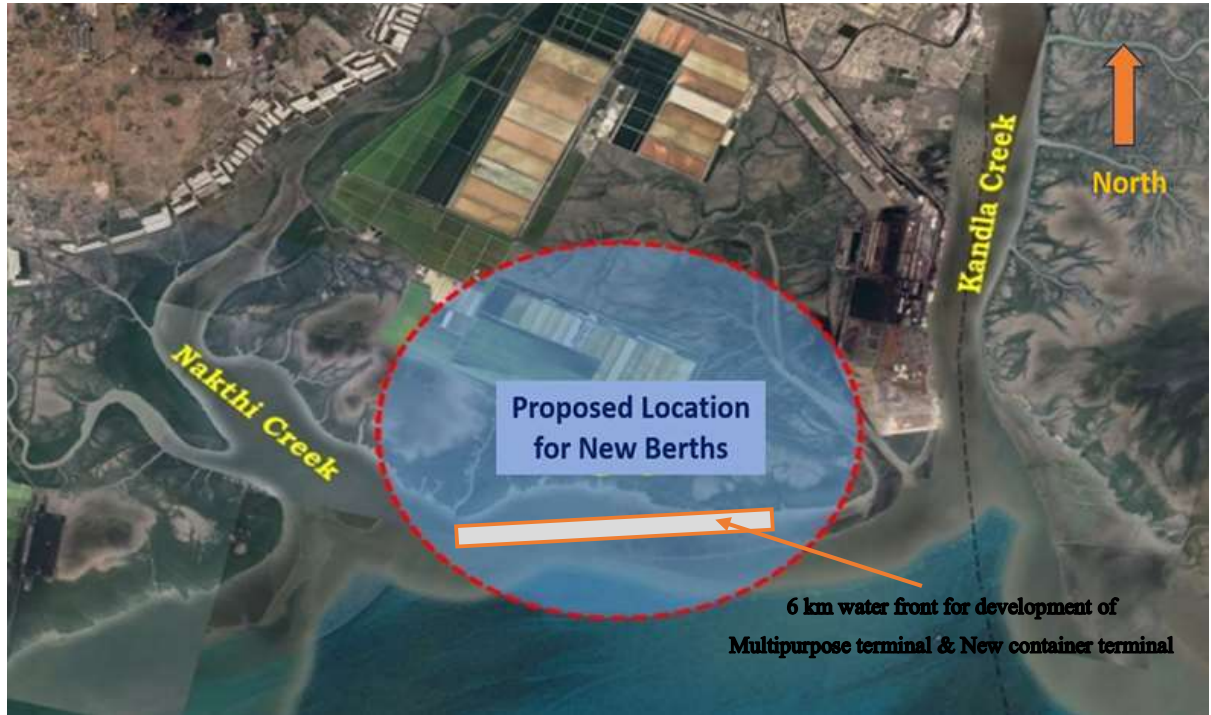 Kandla Creek
North
Nakthi Creek
Proposed Location
for New Berths
6 km water front for development of
Multipurpose terminal & New container terminal